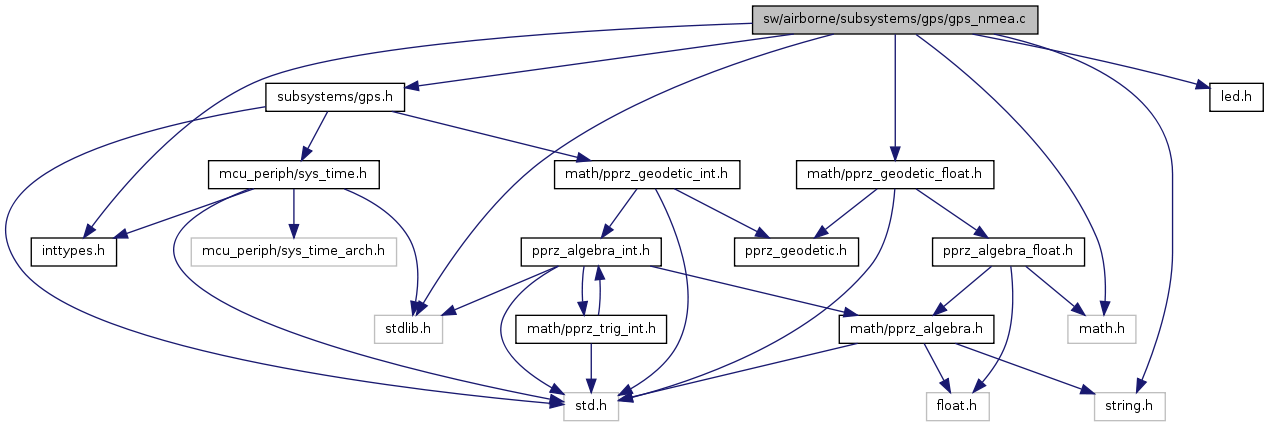 sw/airborne/subsystems/gps/gps_nmea.c
subsystems/gps.h
led.h
mcu_periph/sys_time.h
math/pprz_geodetic_int.h
math/pprz_geodetic_float.h
inttypes.h
mcu_periph/sys_time_arch.h
pprz_algebra_int.h
pprz_geodetic.h
pprz_algebra_float.h
stdlib.h
math/pprz_trig_int.h
math/pprz_algebra.h
math.h
std.h
float.h
string.h